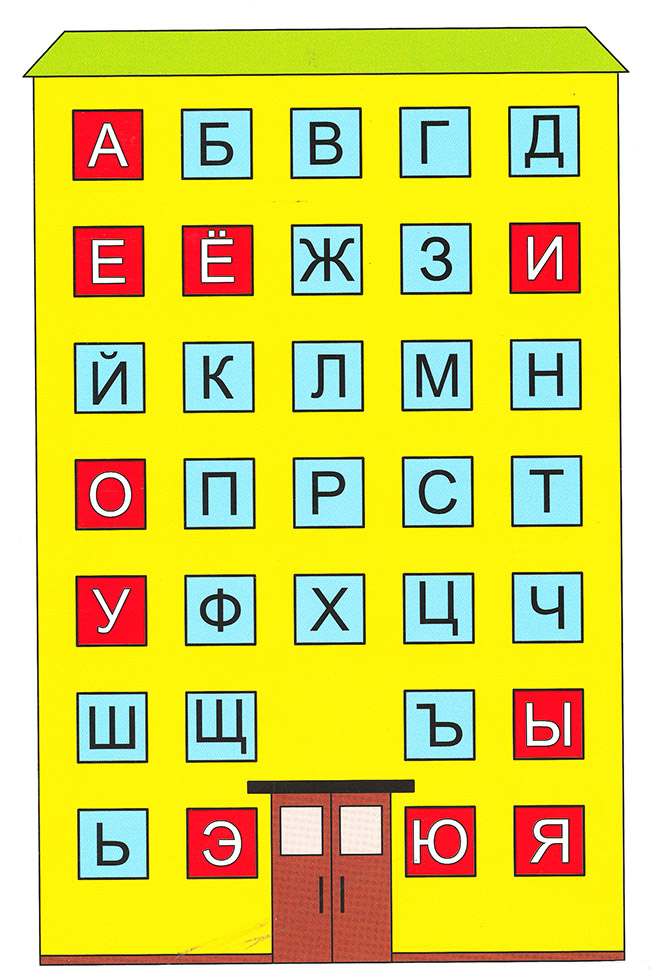 А Б В Г Д
Е Ё Ж З И
Й К Л М Н
О П Р С Т
У Ф Х Ц Ч
Ш Щ Ъ Ы
Ь Э Ю Я